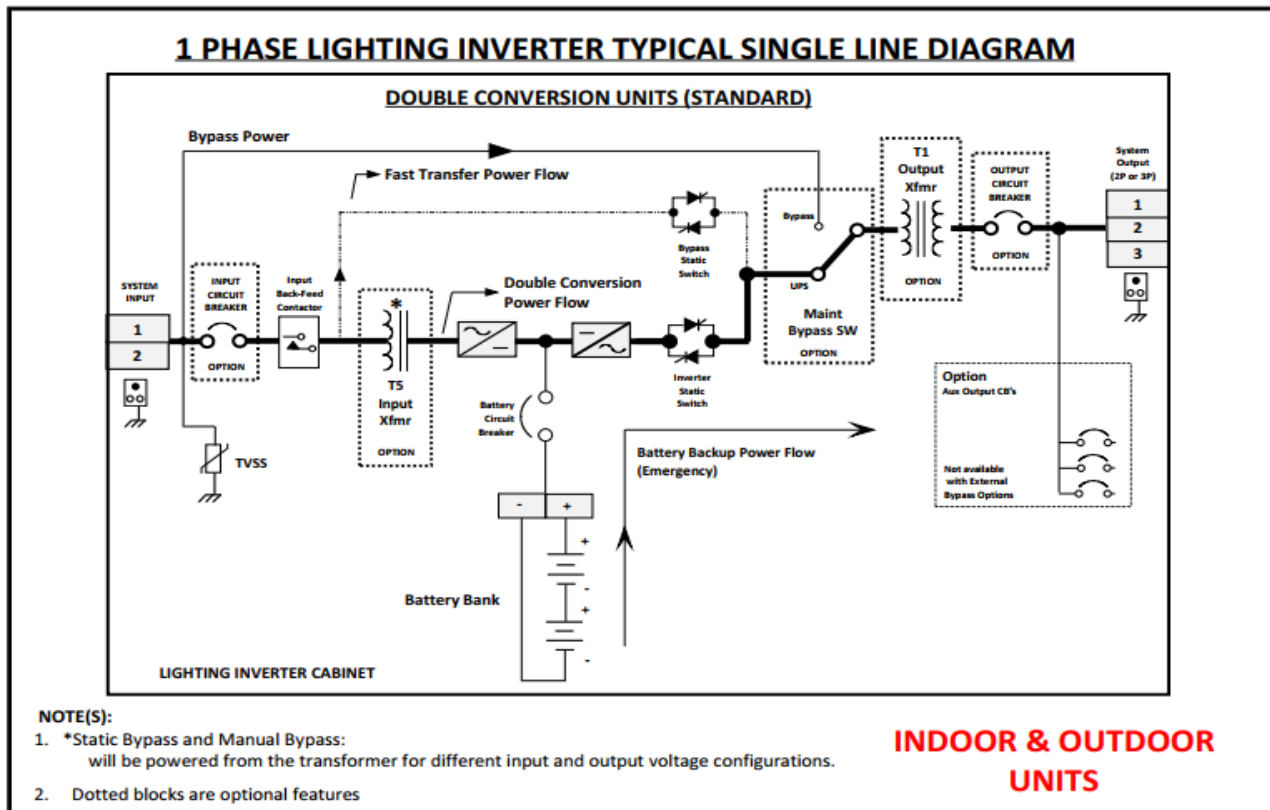 1 PHASE LIGHTING INVERTER TYPICAL SINGLE LINE DIAGRAM
DOUBLE CONVERSION UNITS (STANDARD)
Bypass Power
Fast Transfer Power Flow
Bypass
Static
Switch
Bypass
UPS
Maint
Bypass SW
OPTION
T1
Output
Xfmr
OPTION
OUTPUT
CIRCUIT
BREAKER
OPTION
System
Output
(2P or 3P)
1
2
3
SYSTEM
INPUT
1
2
INPUT
CIRCUIT
BREAKER
OPTION
Input
Back-Feed
Contactor
*
T5
Input
Xfmr
OPTION
Double Conversion
Power Flow
Inverter
Static
Switch
TVSS
Battery
Circuit
Breaker
Battery Backup Power Flow
(Emergency)
Option
Aux Output CB's
Not available
with External
Bypass Options
- +
+
-
+
-
Battery Bank
LIGHTING INVERTER CABINET
NOTE(S):
1. *Static Bypass and Manual Bypass:
will be powered from the transformer for different input and output voltage configurations.
2. Dotted blocks are optional features
INDOOR & OUTDOOR
UNITS